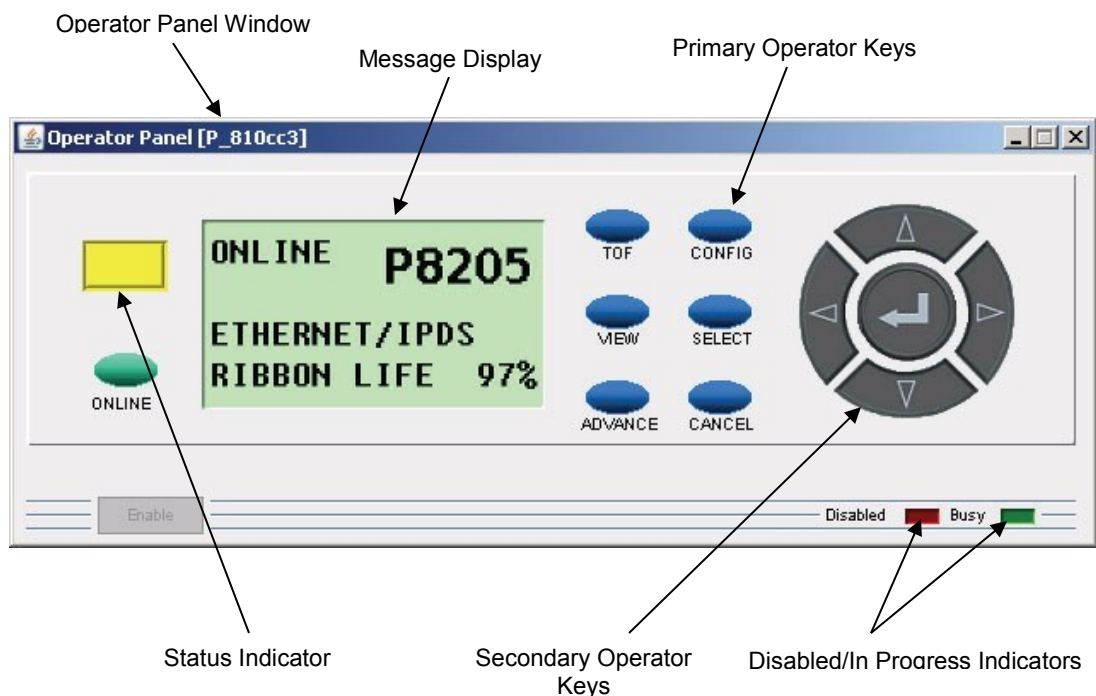 Operator Panel Window
Message Display
Primary Operator Keys
Operator Panel [P_810cc3]
ONLINE P8205
ETHERNET/IPDS
RIBBON LIFE 97%
ONLINE
TOF CONFIG
VIEW SELECT
ADVANCE CANCEL
Enable
Disabled Busy
Status Indicator
Secondary Operator
Keys
Disabled/In Progress Indicators